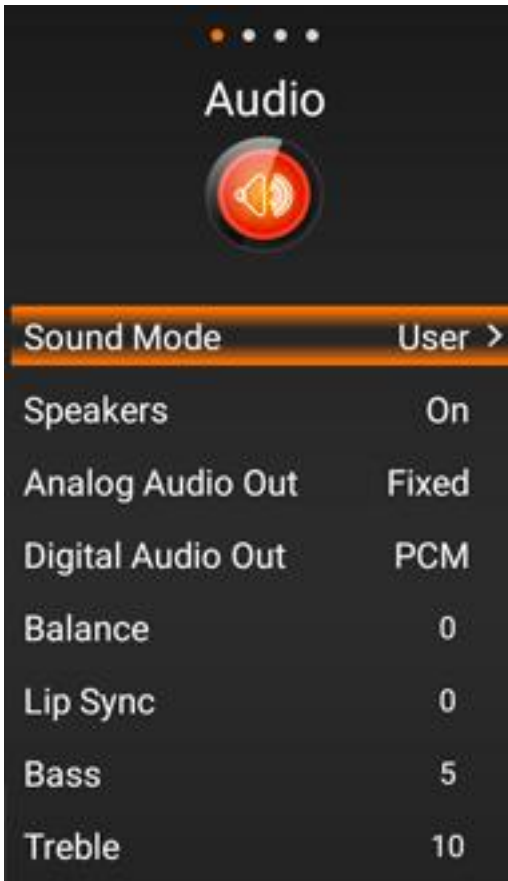 Audio
Sound Mode User >
Speakers On
Analog Audio Out Fixed
Digital Audio Out PCM
Balance 0
Lip Sync 0
Bass 5
Treble 10